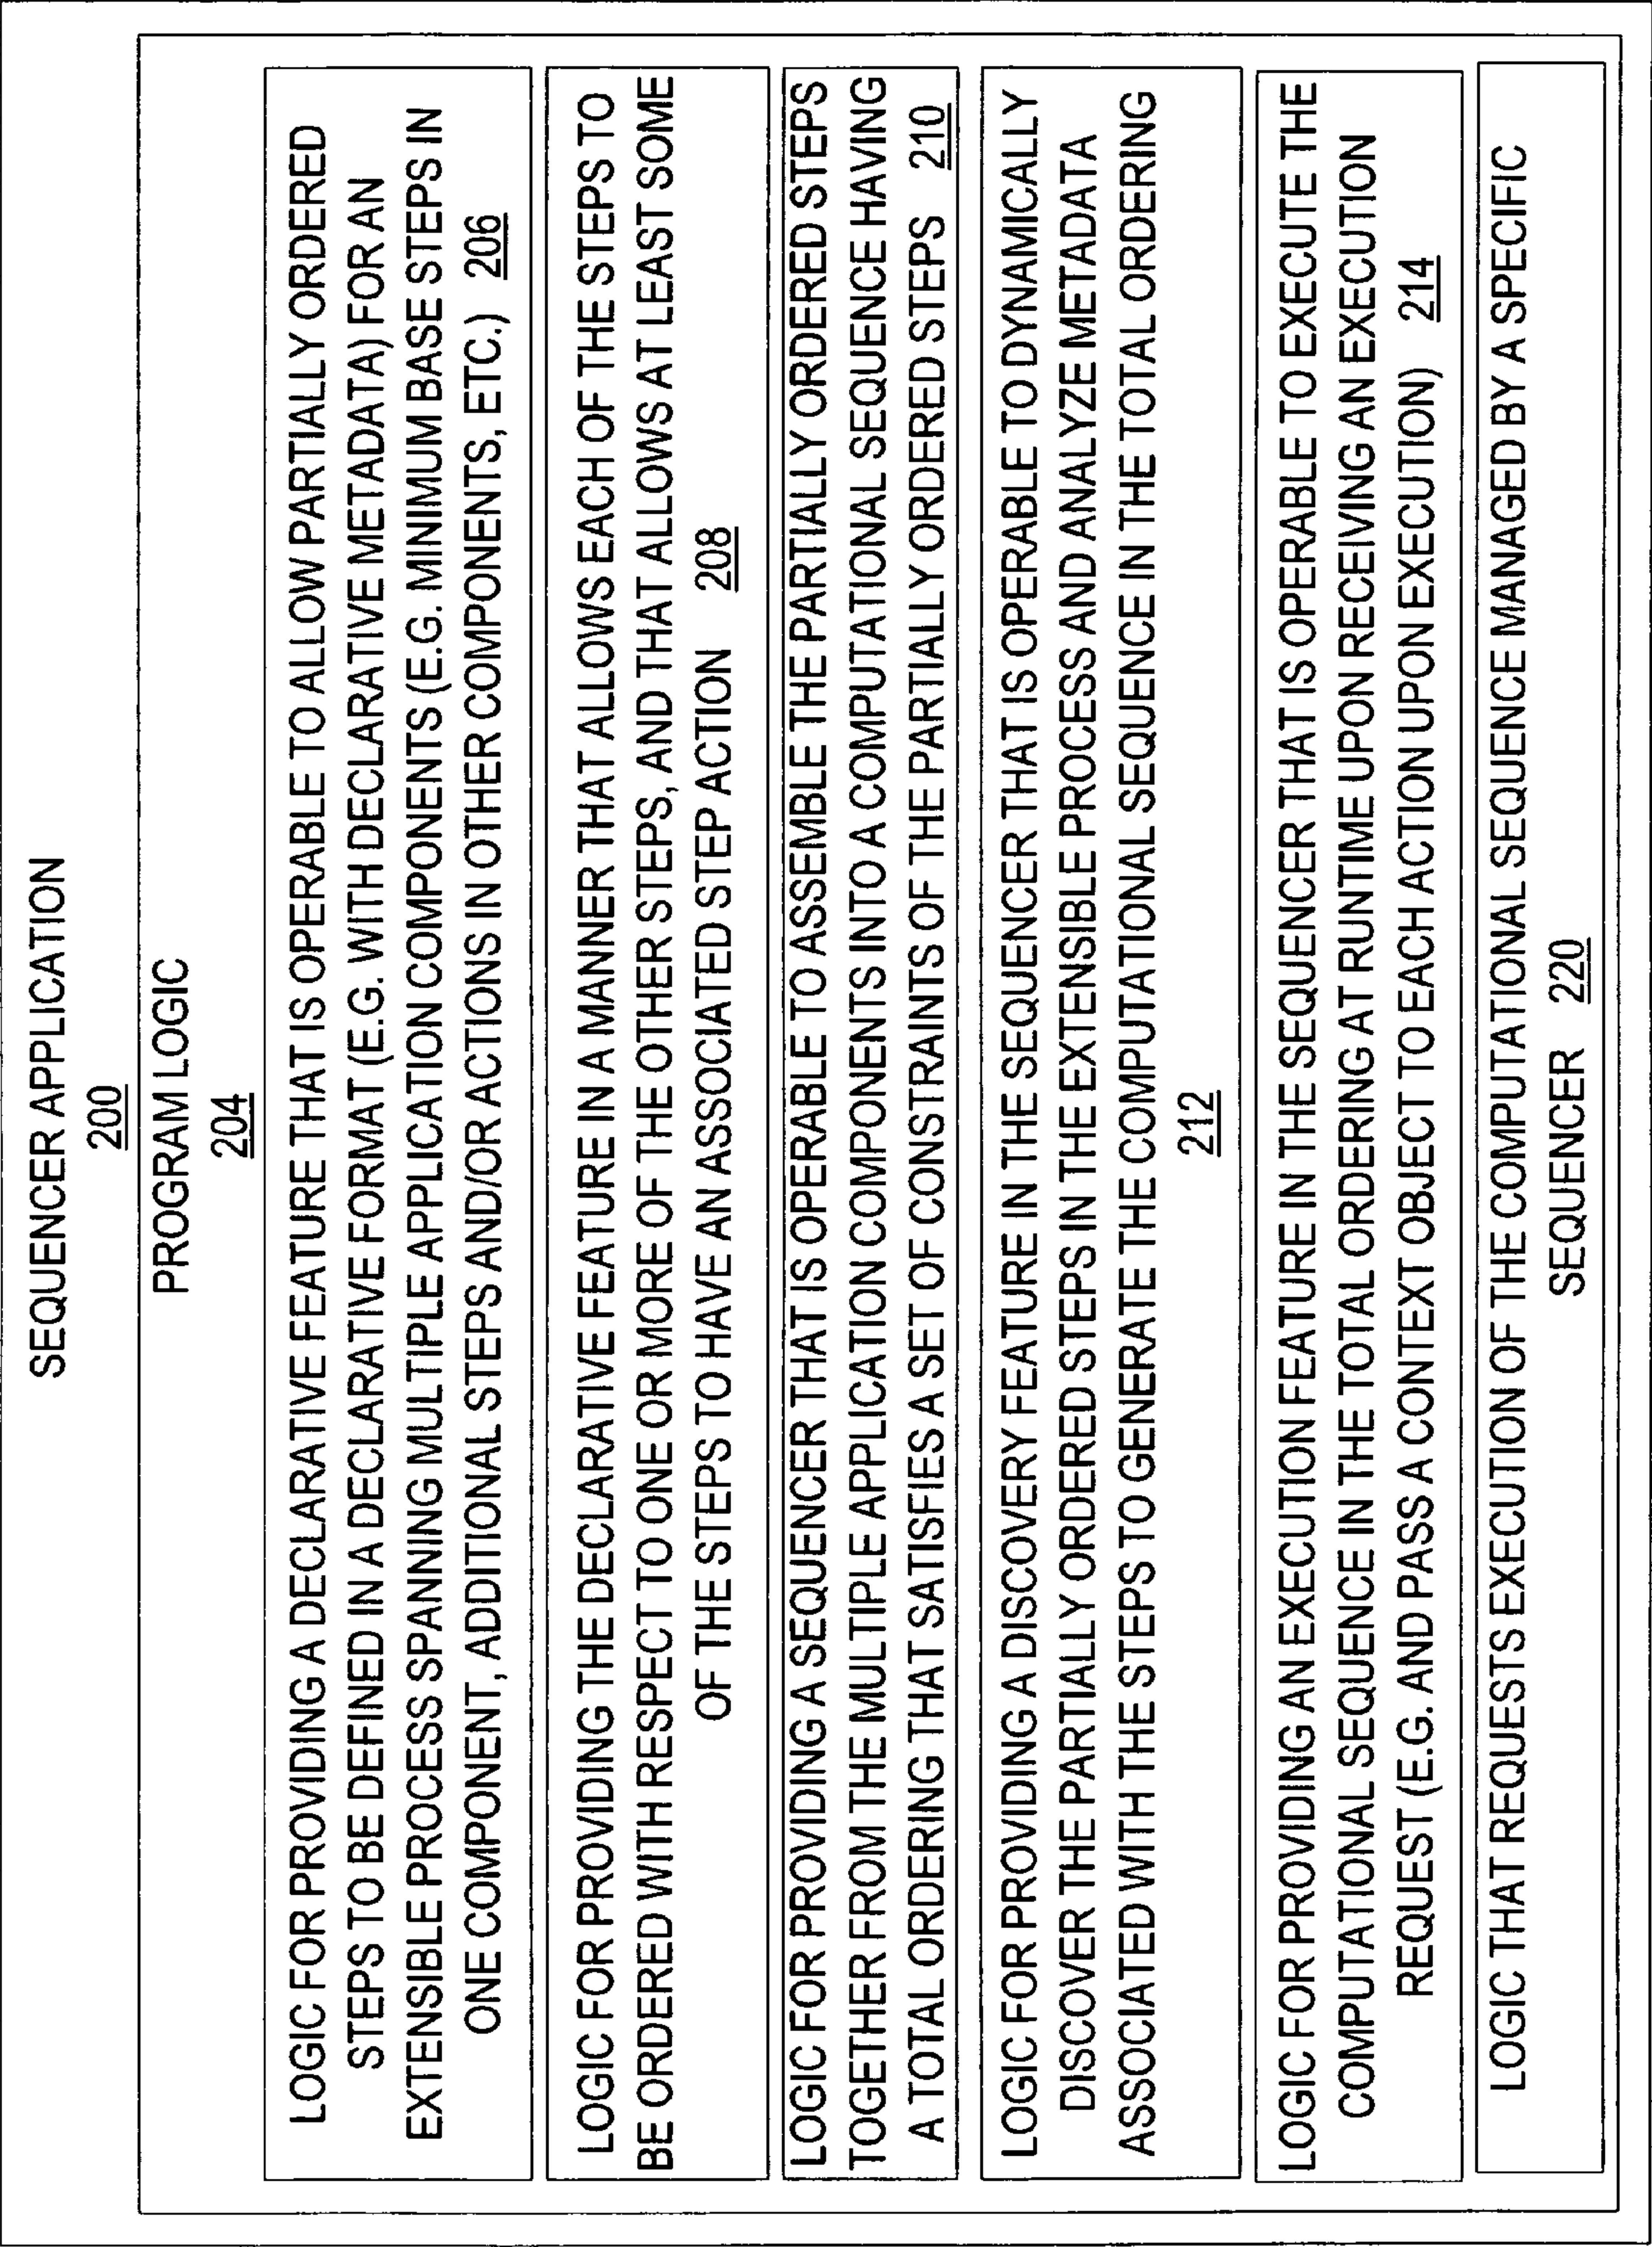 SEQUENCER APPLICATION
200
PROGRAM LOGIC
204
LOGIC FOR PROVIDING A DECLARATIVE FEATURE THAT IS OPERABLE TO ALLOW PARTIALLY ORDERED
STEPS TO BE DEFINED IN A DECLARATIVE FORMAT (E.G. WITH DECLARATIVE METADATA) FOR AN
EXTENSIBLE PROCESS SPANNING MULTIPLE APPLICATION COMPONENTS (E.G. MINIMUM BASE STEPS IN
ONE COMPONENT, ADDITIONAL STEPS AND/OR ACTIONS IN OTHER COMPONENTS, ETC.) 206
LOGIC FOR PROVIDING THE DECLARATIVE FEATURE IN A MANNER THAT ALLOWS EACH OF THE STEPS TO
BE ORDERED WITH RESPECT TO ONE OR MORE OF THE OTHER STEPS, AND THAT ALLOWS AT LEAST SOME
OF THE STEPS TO HAVE AN ASSOCIATED STEP ACTION 208
LOGIC FOR PROVIDING A SEQUENCER THAT IS OPERABLE TO ASSEMBLE THE PARTIALLY ORDERED STEPS
TOGETHER FROM THE MULTIPLE APPLICATION COMPONENTS INTO A COMPUTATIONAL SEQUENCE HAVING
A TOTAL ORDERING THAT SATISFIES A SET OF CONSTRAINTS OF THE PARTIALLY ORDERED STEPS 210
LOGIC FOR PROVIDING A DISCOVERY FEATURE IN THE SEQUENCER THAT IS OPERABLE TO DYNAMICALLY
DISCOVER THE PARTIALLY ORDERED STEPS IN THE EXTENSIBLE PROCESS AND ANALYZE METADATA
ASSOCIATED WITH THE STEPS TO GENERATE THE COMPUTATIONAL SEQUENCE IN THE TOTAL ORDERING
212
LOGIC FOR PROVIDING AN EXECUTION FEATURE IN THE SEQUENCER THAT IS OPERABLE TO EXECUTE THE
COMPUTATIONAL SEQUENCE IN THE TOTAL ORDERING AT RUNTIME UPON RECEIVING AN EXECUTION
REQUEST (E.G. AND PASS A CONTEXT OBJECT TO EACH ACTION UPON EXECUTION) 214
LOGIC THAT REQUESTS EXECUTION OF THE COMPUTATIONAL SEQUENCE MANAGED BY A SPECIFIC
SEQUENCER 220